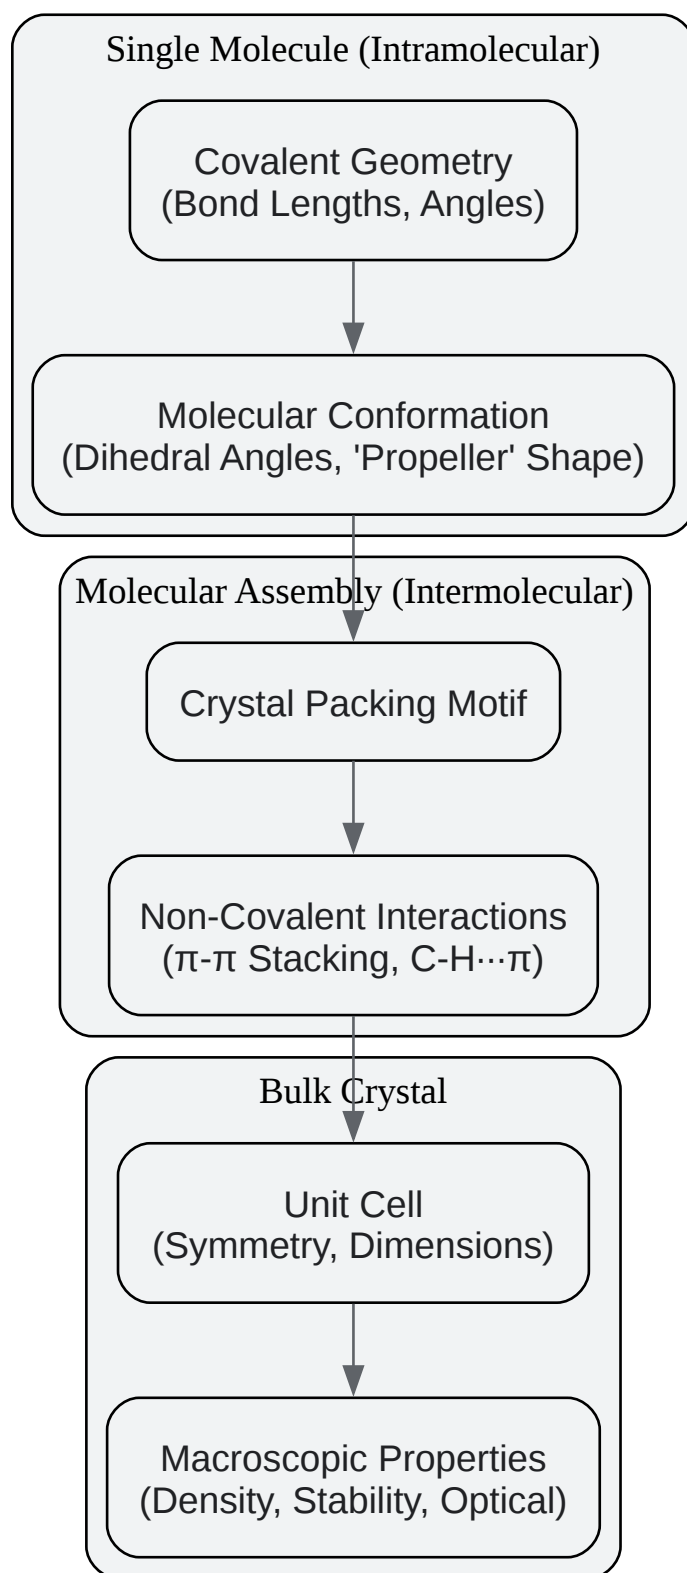 Single Molecule (Intramolecular)
Covalent Geometry
(Bond Lengths, Angles)
Molecular Conformation
(Dihedral Angles, 'Propeller' Shape)
Molecular Assembly (Intermolecular)
Crystal Packing Motif
Non-Covalent Interactions
(π-π Stacking, C-H···π)
Bulk Crystal
Unit Cell
(Symmetry, Dimensions)
Macroscopic Properties
(Density, Stability, Optical)